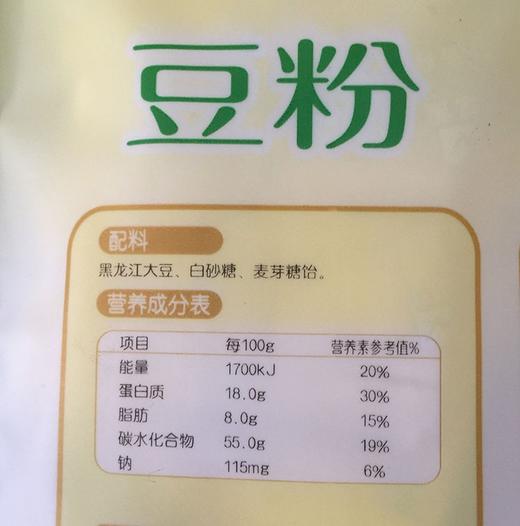 豆粉
配料
黑龙江大豆、白砂糖、麦芽糖饴。
营养成分表
项目 每100g 营养素参考值%
能量 1700kJ 20%
蛋白质 18.0g 30%
脂肪 8.0g 15%
碳水化合物 55.0g 19%
钠 115mg 6%